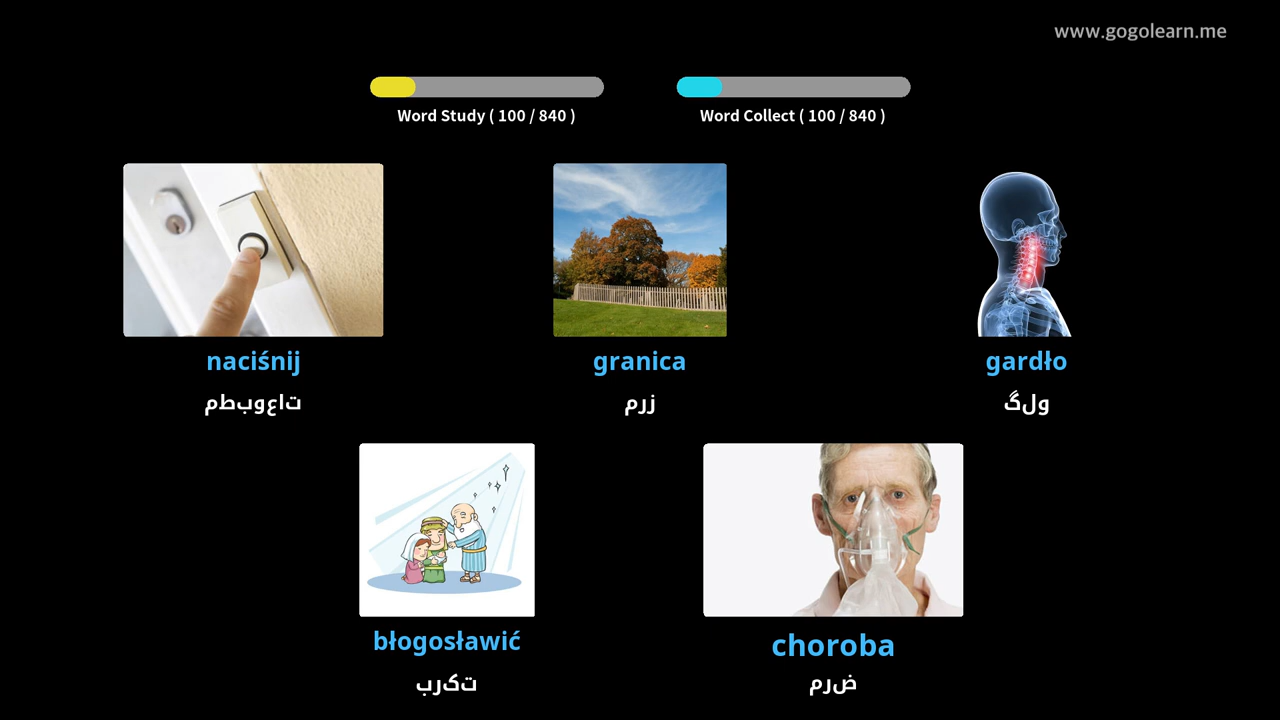 www.gogolearn.me
Word Study ( 100 / 840 )
Word Collect ( 100 / 840 )
naciśnij
تاعوبطم
granica
زرم
gardło
ولگ
błogosławić
تکرب
choroba
ضرم